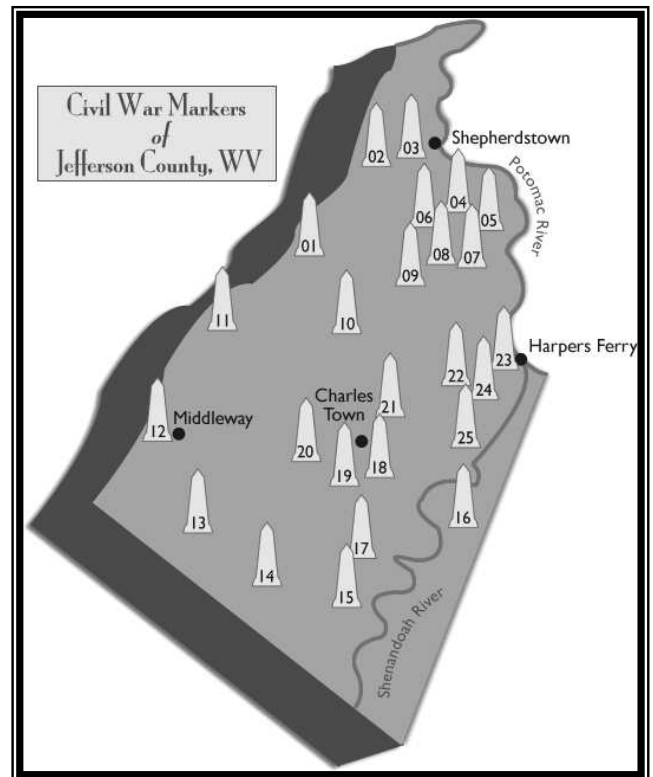 Civil War Markers
of
Jefferson County, WV
Shepherdstown
Potomac River
03
02
04
05
06
01
08
07
09
11
10
23
Harpers Ferry
22
24
21
Charles
Town
12
Middleway
20
19
18
25
13
16
17
14
15
Shenandoah River